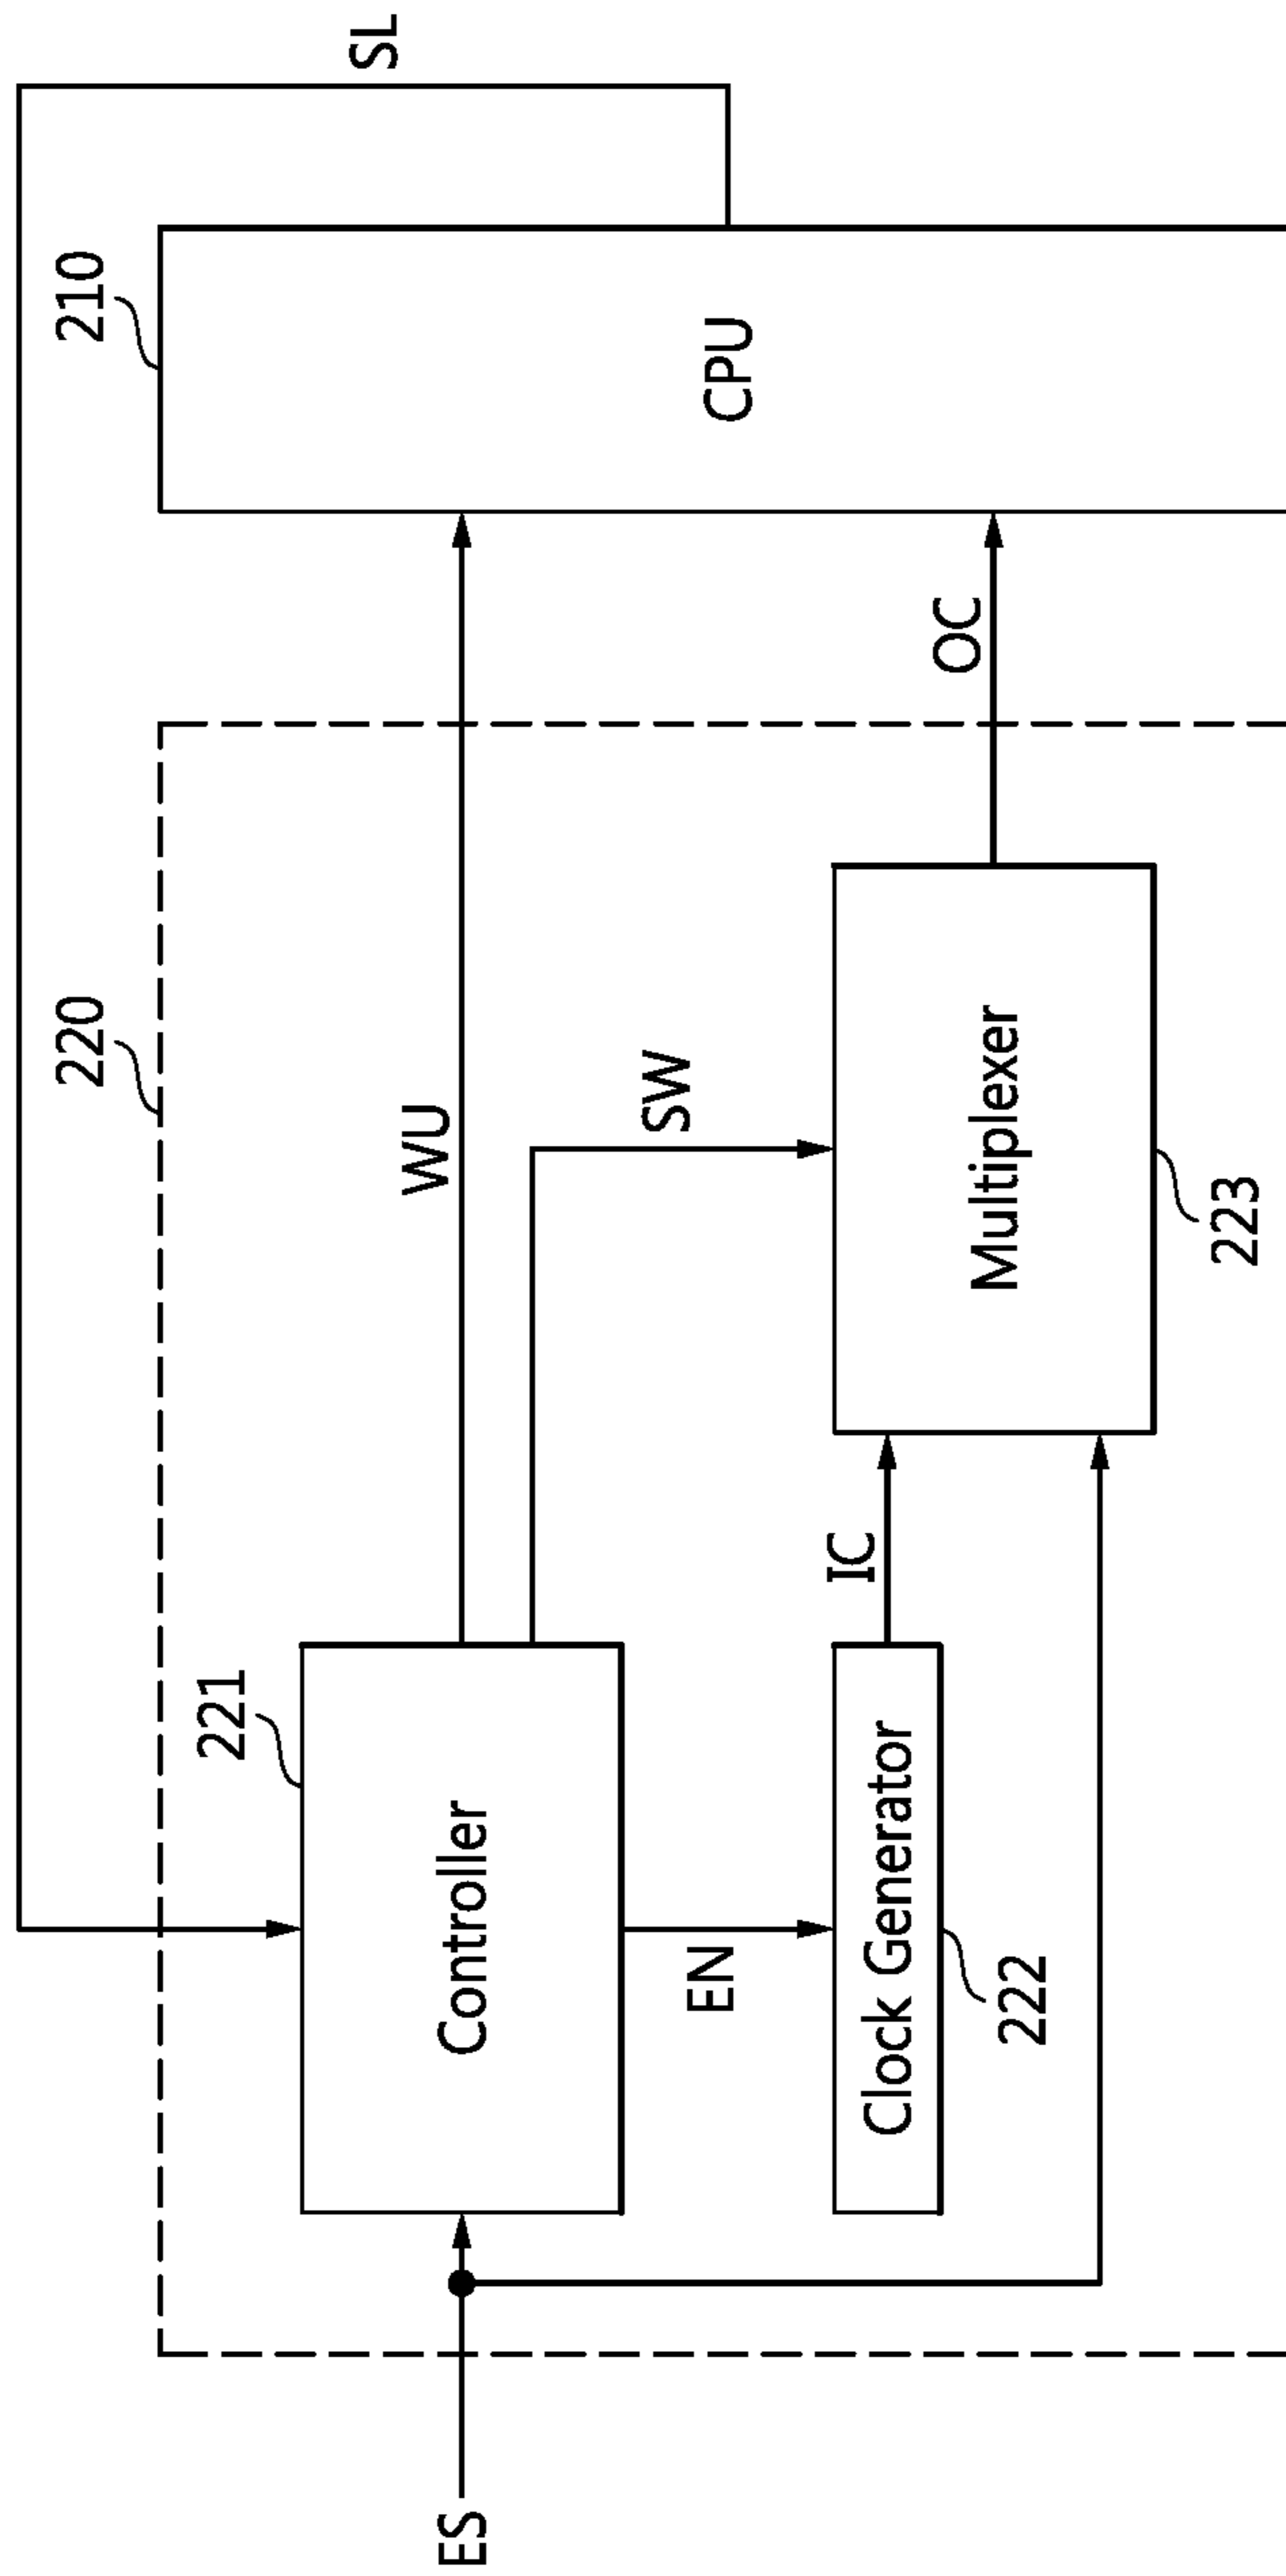 SL
220
210
221
WU
CPU
Controller
SW
ES
EN
OC
IC
Clock Generator
Multiplexer
222
223